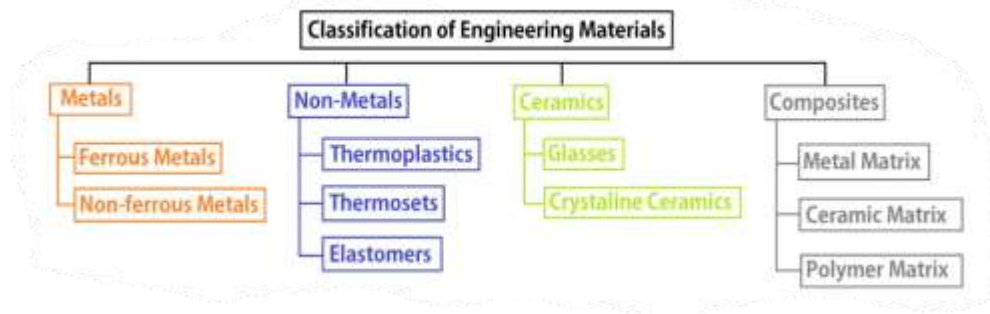 Classification of Engineering Materials
Metals
Ferrous Metals
Non-ferrous Metals
Non-Metals
Thermoplastics
Thermosets
Elastomers
Ceramics
Glasses
Crystaline Ceramics
Composites
Metal Matrix
Ceramic Matrix
Polymer Matrix